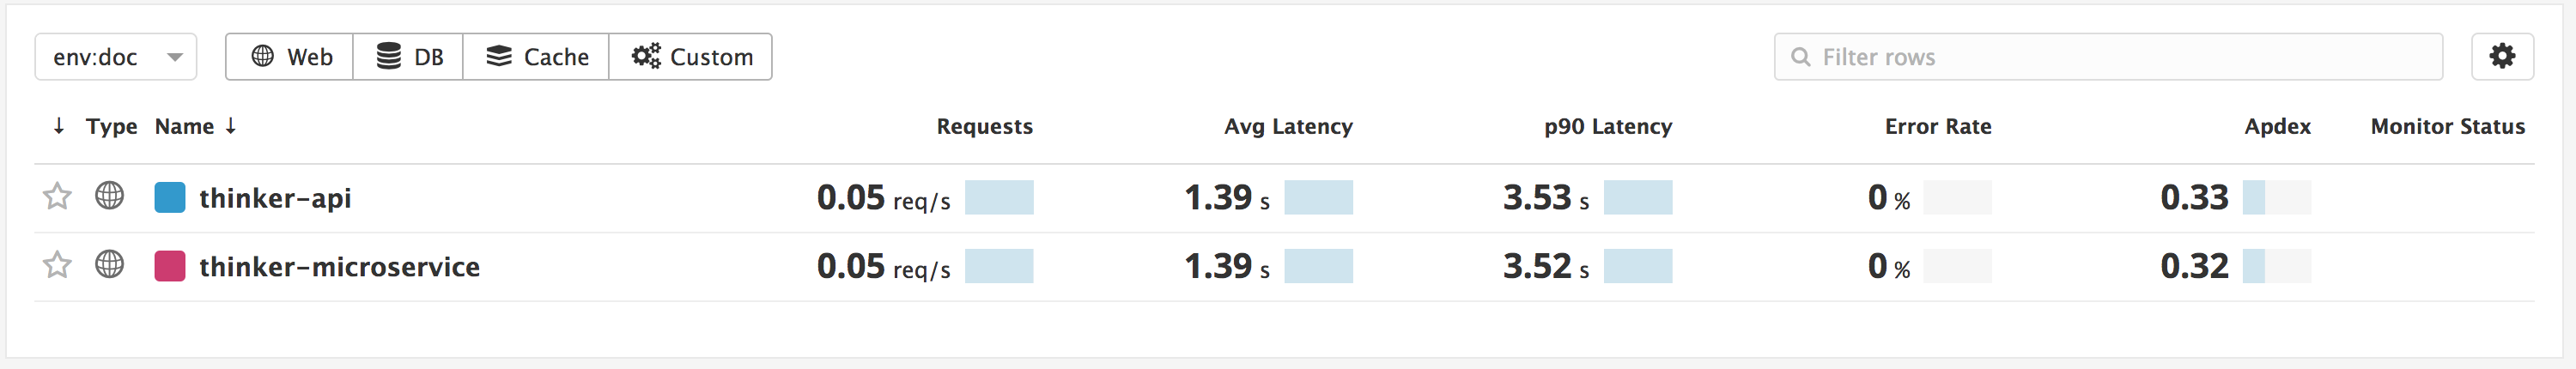 env:doc Web DB Cache Custom Filter rows
↓ Type Name ↓ Requests Avg Latency p90 Latency Error Rate Apdex Monitor Status
thinker-api 0.05 req/s 1.39 s 3.53 s 0 % 0.33
thinker-microservice 0.05 req/s 1.39 s 3.52 s 0 % 0.32